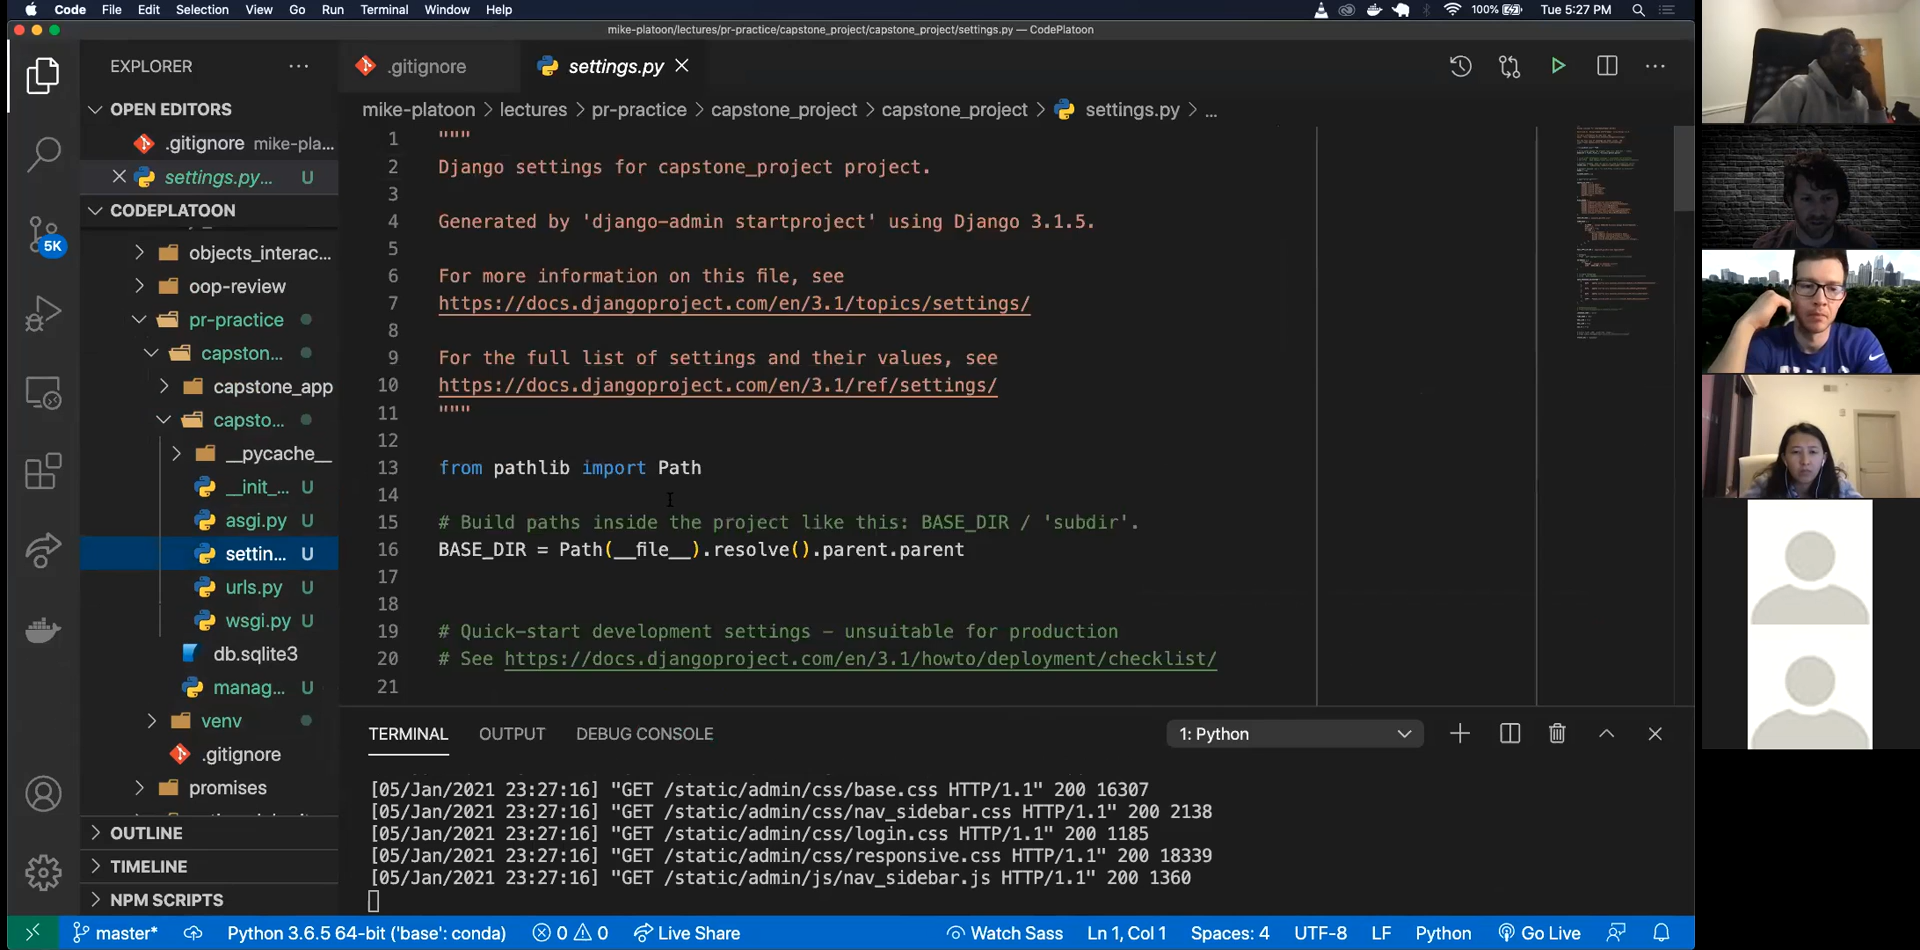 Code File Edit Selection View Go Run Terminal Window Help 100% Tue 5:27 PM
mike-platoon/lectures/pr-practice/capstone_project/capstone_project/settings.py — CodePlatoon
EXPLORER ...
.gitignore
settings.py
OPEN EDITORS
mike-platoon > lectures > pr-practice > capstone_project > capstone_project > settings.py > ...
.gitignore mike-pla...
settings.py... U
CODEPLATOON
objects_interac...
oop-review
pr-practice
capston...
capstone_app
capsto...
__pycache__
__init_... U
asgi.py U
settin... U
urls.py U
wsgi.py U
db.sqlite3
manag... U
venv
.gitignore
promises
OUTLINE
TIMELINE
NPM SCRIPTS
5K
1 """
2 Django settings for capstone_project project.
3
4 Generated by 'django-admin startproject' using Django 3.1.5.
5
6 For more information on this file, see
7 https://docs.djangoproject.com/en/3.1/topics/settings/
8
9 For the full list of settings and their values, see
10 https://docs.djangoproject.com/en/3.1/ref/settings/
11 """
12
13 from pathlib import Path
14
15 # Build paths inside the project like this: BASE_DIR / 'subdir'.
16 BASE_DIR = Path(__file__).resolve().parent.parent
17
18
19 # Quick-start development settings - unsuitable for production
20 # See https://docs.djangoproject.com/en/3.1/howto/deployment/checklist/
21
TERMINAL OUTPUT DEBUG CONSOLE 1: Python
[05/Jan/2021 23:27:16] "GET /static/admin/css/base.css HTTP/1.1" 200 16307
[05/Jan/2021 23:27:16] "GET /static/admin/css/nav_sidebar.css HTTP/1.1" 200 2138
[05/Jan/2021 23:27:16] "GET /static/admin/css/login.css HTTP/1.1" 200 1185
[05/Jan/2021 23:27:16] "GET /static/admin/css/responsive.css HTTP/1.1" 200 18339
[05/Jan/2021 23:27:16] "GET /static/admin/js/nav_sidebar.js HTTP/1.1" 200 1360
master* Python 3.6.5 64-bit ('base': conda) 0 0 Live Share Watch Sass Ln 1, Col 1 Spaces: 4 UTF-8 LF Python Go Live